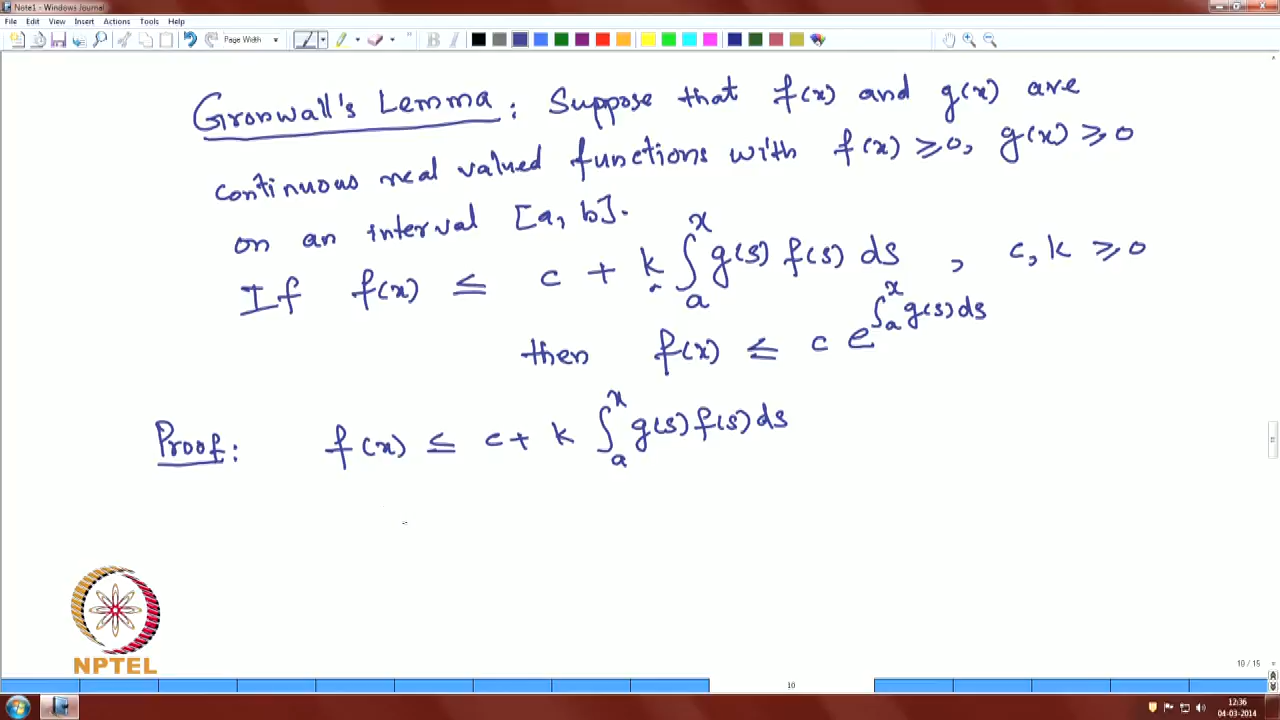 Note1 - Windows Journal
File Edit View Insert Actions Tools Help
Page Width
Gronwall's Lemma : Suppose that f(x) and g(x) are
continuous real valued functions with f(x) ≥ 0, g(x) ≥ 0
on an interval [a, b].
If f(x) ≤ c + k ∫_a^x g(s) f(s) ds , c, k ≥ 0
then f(x) ≤ c e^{∫_a^x g(s) ds}
Proof : f(x) ≤ c + k ∫_a^x g(s) f(s) ds
NPTEL
10 / 15
10
12:36
04-03-2014